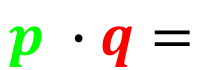 p · q =